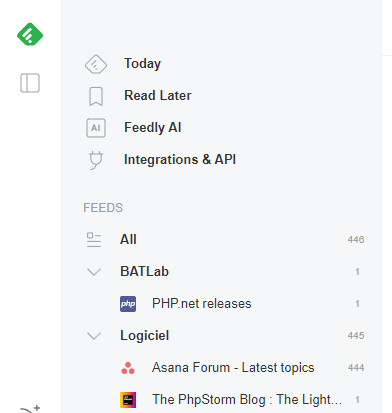 Today
Read Later
AI Feedly AI
Integrations & API
FEEDS
All 446
BATLab 1
php PHP.net releases 1
Logiciel 445
Asana Forum - Latest topics 444
The PhpStorm Blog : The Light... 1